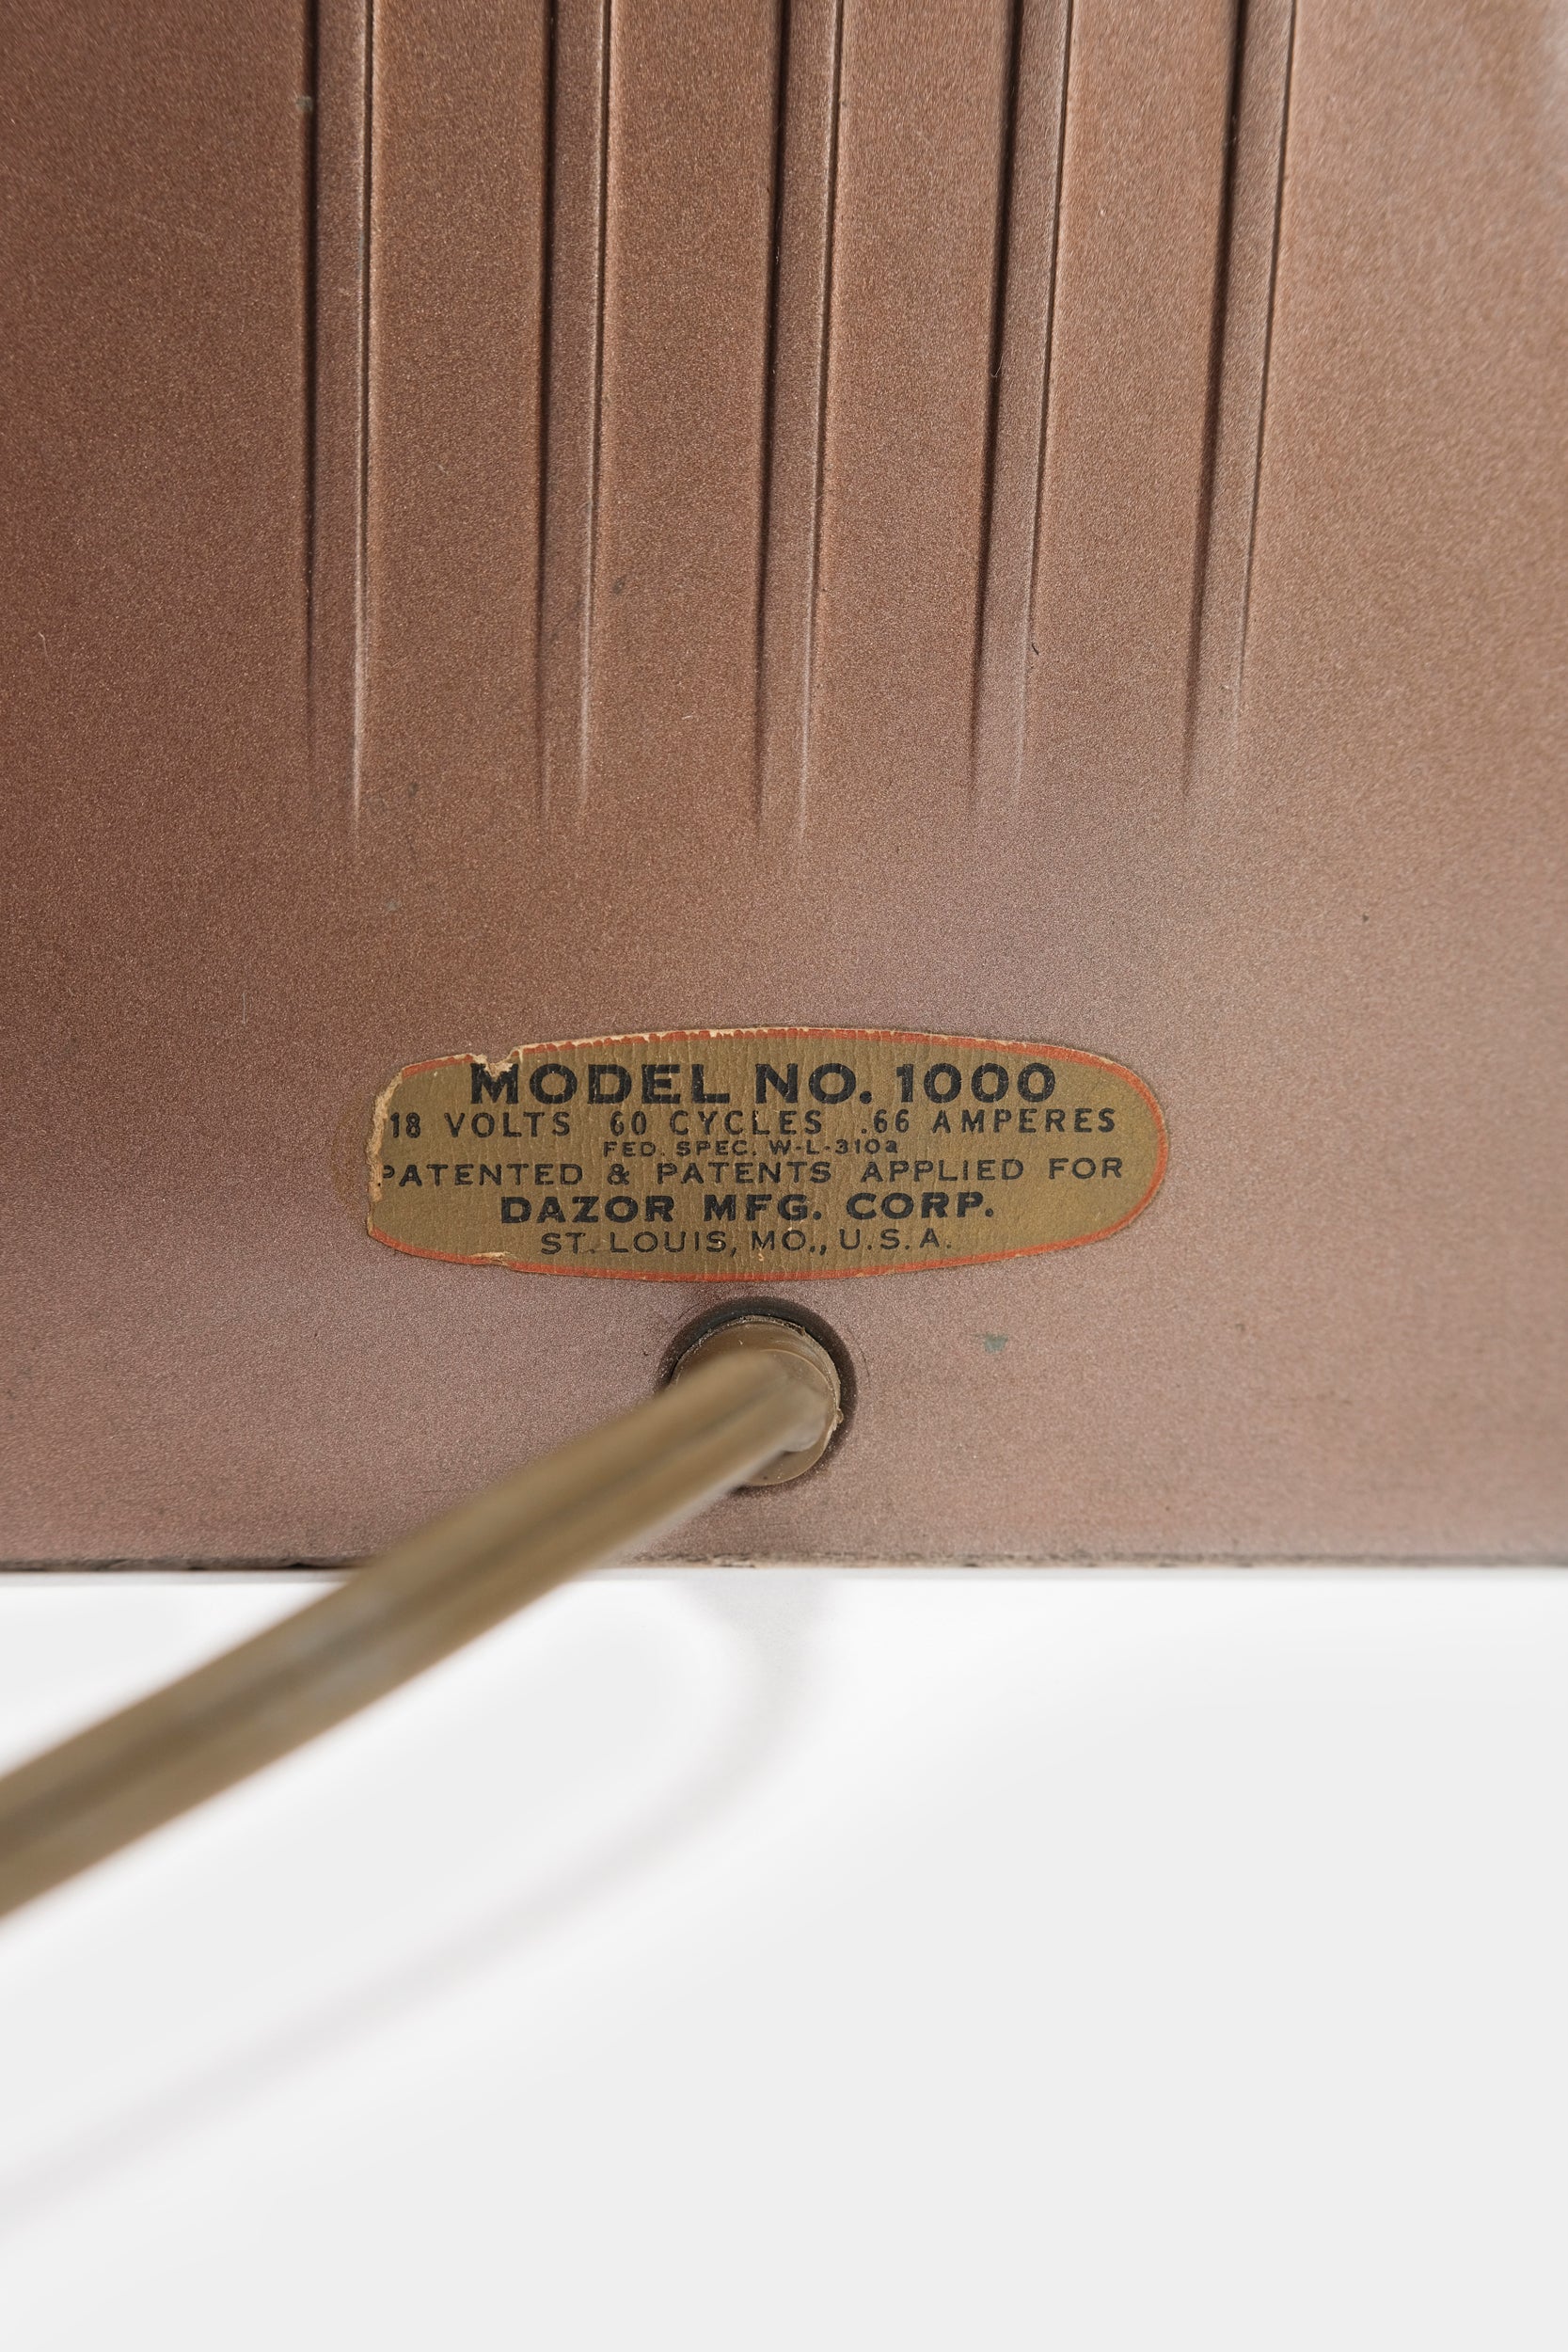 MODEL NO. 1000
18 VOLTS 60 CYCLES .66 AMPERES
FED. SPEC. W-L-310a
PATENTED & PATENTS APPLIED FOR
DAZOR MFG. CORP.
ST. LOUIS, MO., U.S.A.